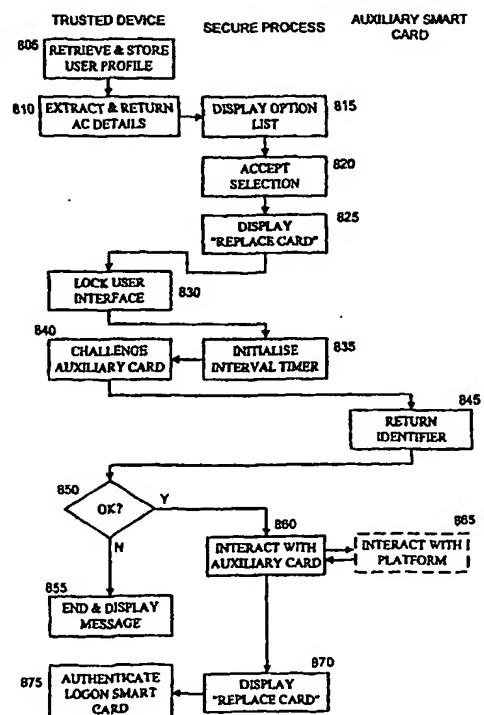 TRUSTED DEVICE
SECURE PROCESS
AUXILIARY SMART
CARD
805
RETRIEVE & STORE
USER PROFILE
810
EXTRACT & RETURN
AC DETAILS
DISPLAY OPTION
LIST
815
ACCEPT
SELECTION
820
DISPLAY
"REPLACE CARD"
825
LOCK USER
INTERFACE
830
840
CHALLENGE
AUXILIARY CARD
INITIALISE
INTERVAL TIMER
835
845
RETURN
IDENTIFIER
850
OK?
Y
N
860
INTERACT WITH
AUXILIARY CARD
865
INTERACT WITH
PLATFORM
855
END & DISPLAY
MESSAGE
870
DISPLAY
"REPLACE CARD"
875
AUTHENTICATE
LOGON SMART
CARD